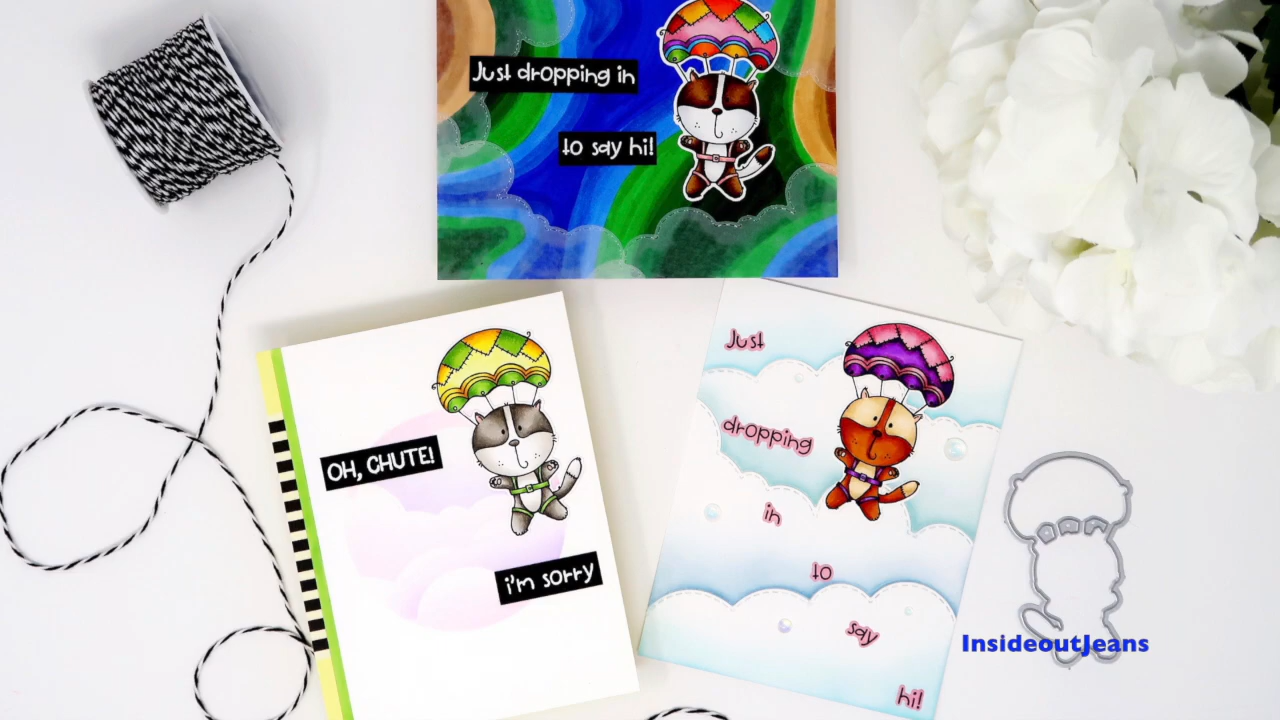 Just dropping in
to say hi!
OH, CHUTE!
i'm sorry
Just
dropping
in
to
say
hi!
InsideoutJeans